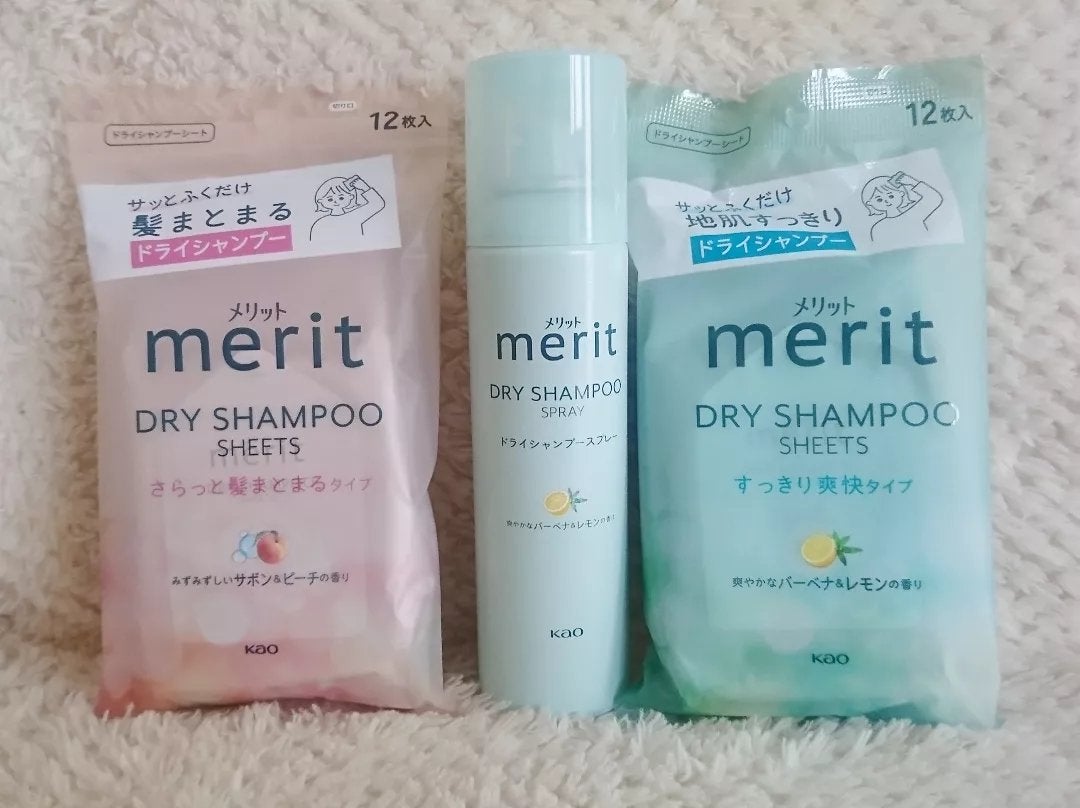 切り口
12枚入
ドライシャンプーシート
サッとふくだけ
髪まとまる
ドライシャンプー
メリット
merit
DRY SHAMPOO
SHEETS
さらっと髪まとまるタイプ
みずみずしいサボン&ピーチの香り
Kao
メリット
merit
DRY SHAMPOO
SPRAY
ドライシャンプースプレー
爽やかなバーベナ&レモンの香り
Kao
切り口
12枚入
ドライシャンプーシート
サッとふくだけ
地肌すっきり
ドライシャンプー
メリット
merit
DRY SHAMPOO
SHEETS
すっきり爽快タイプ
爽やかなバーベナ&レモンの香り
Kao